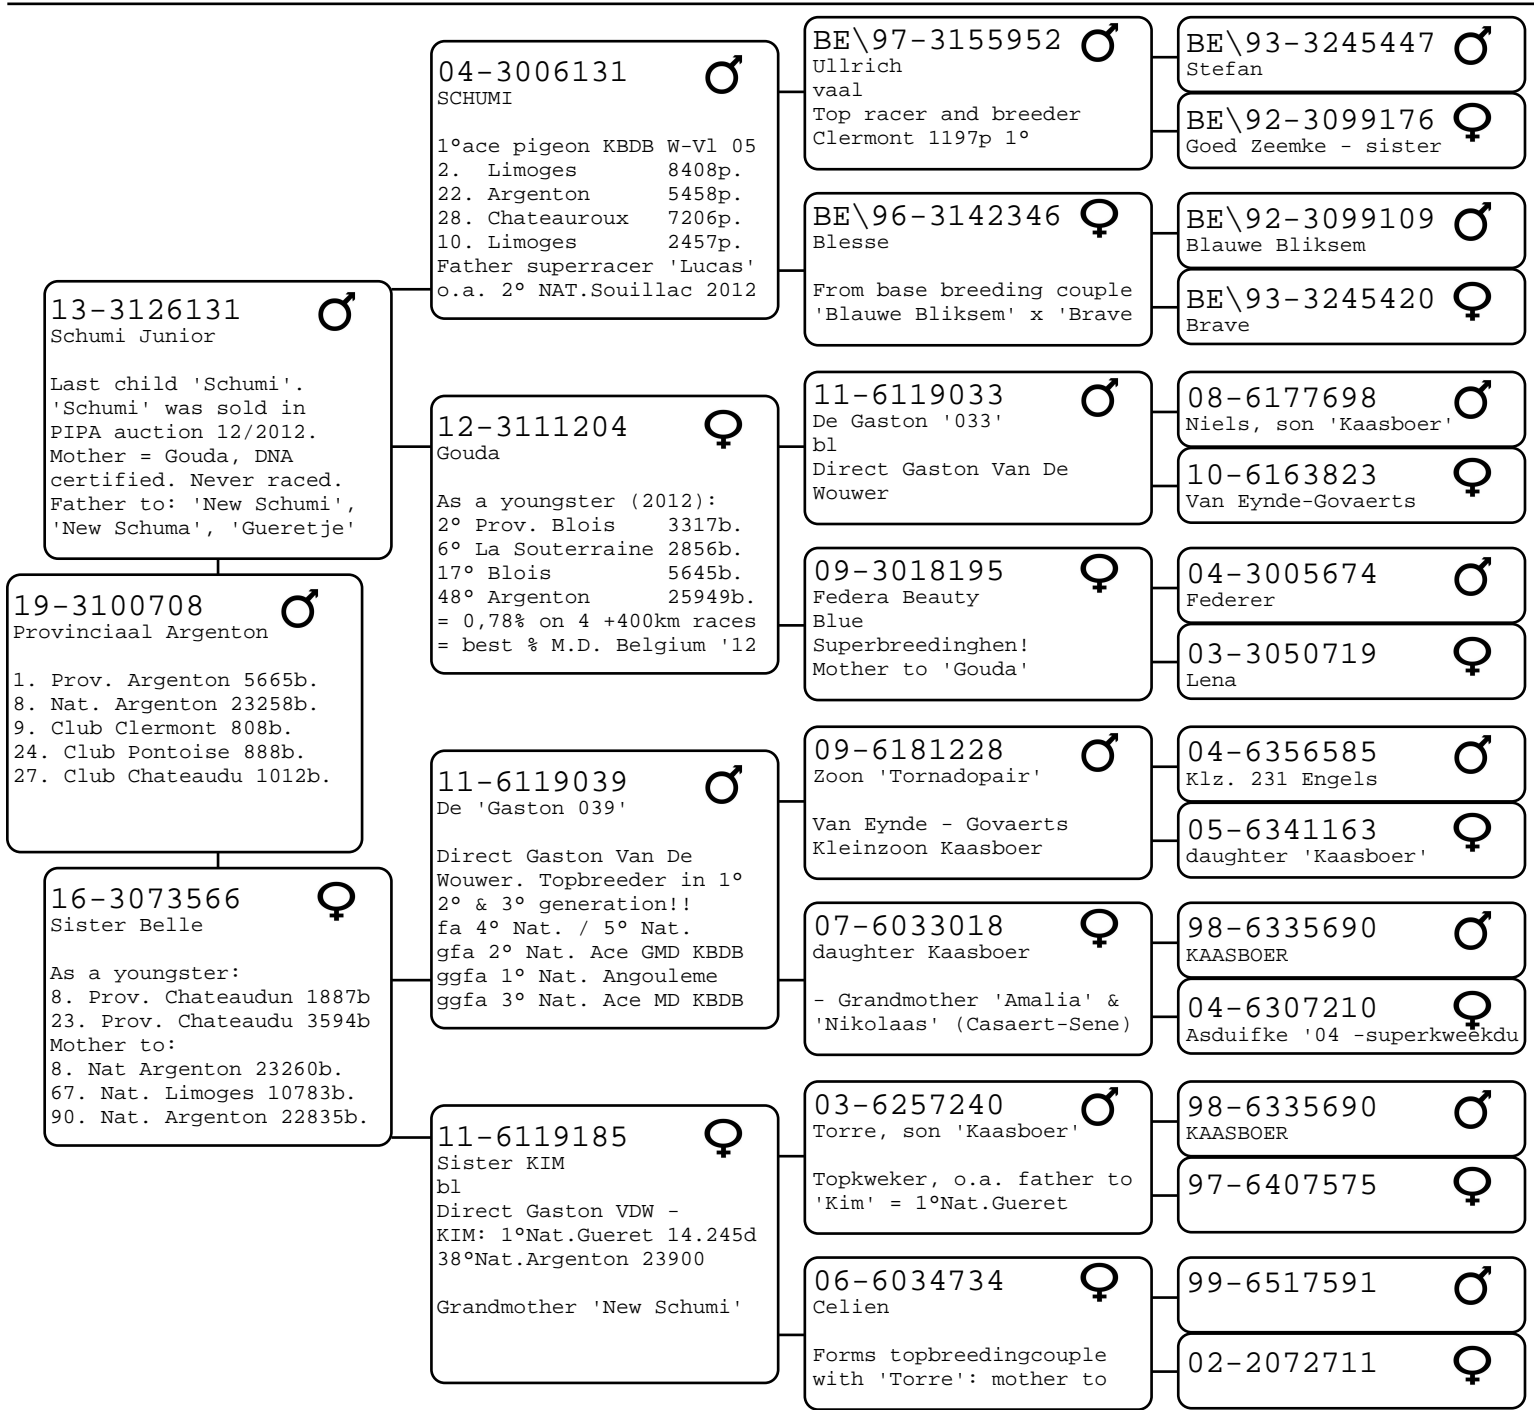 19-3100708
Provinciaal Argenton
1. Prov. Argenton 5665b.
8. Nat. Argenton 23258b.
9. Club Clermont 808b.
24. Club Pontoise 888b.
27. Club Chateaudu 1012b.
13-3126131
Schumi Junior
Last child 'Schumi'.
'Schumi' was sold in
PIPA auction 12/2012.
Mother = Gouda, DNA
certified. Never raced.
Father to: 'New Schumi',
'New Schuma', 'Gueretje'
16-3073566
Sister Belle
As a youngster:
8. Prov. Chateaudun 1887b
23. Prov. Chateaudu 3594b
Mother to:
8. Nat Argenton 23260b.
67. Nat. Limoges 10783b.
90. Nat. Argenton 22835b.
04-3006131
SCHUMI
1°ace pigeon KBDB W-Vl 05
2. Limoges 8408p.
22. Argenton 5458p.
28. Chateauroux 7206p.
10. Limoges 2457p.
Father superracer 'Lucas'
o.a. 2° NAT.Souillac 2012
12-3111204
Gouda
As a youngster (2012):
2° Prov. Blois 3317b.
6° La Souterraine 2856b.
17° Blois 5645b.
48° Argenton 25949b.
= 0,78% on 4 +400km races
= best % M.D. Belgium '12
11-6119039
De 'Gaston 039'
Direct Gaston Van De
Wouwer. Topbreeder in 1°
2° & 3° generation!!
fa 4° Nat. / 5° Nat.
gfa 2° Nat. Ace GMD KBDB
ggfa 1° Nat. Angouleme
ggfa 3° Nat. Ace MD KBDB
11-6119185
Sister KIM
bl
Direct Gaston VDW -
KIM: 1°Nat.Gueret 14.245d
38°Nat.Argenton 23900
Grandmother 'New Schumi'
BE\97-3155952
Ullrich
vaal
Top racer and breeder
Clermont 1197p 1°
BE\96-3142346
Blesse
From base breeding couple
'Blauwe Bliksem' x 'Brave
11-6119033
De Gaston '033'
bl
Direct Gaston Van De
Wouwer
09-3018195
Federa Beauty
Blue
Superbreedinghen!
Mother to 'Gouda'
09-6181228
Zoon 'Tornadopair'
Van Eynde - Govaerts
Kleinzoon Kaasboer
07-6033018
daughter Kaasboer
- Grandmother 'Amalia' &
'Nikolaas' (Casaert-Sene)
03-6257240
Torre, son 'Kaasboer'
Topkweker, o.a. father to
'Kim' = 1°Nat.Gueret
06-6034734
Celien
Forms topbreedingcouple
with 'Torre': mother to
BE\93-3245447
Stefan
BE\92-3099176
Goed Zeemke - sister
BE\92-3099109
Blauwe Bliksem
BE\93-3245420
Brave
08-6177698
Niels, son 'Kaasboer'
10-6163823
Van Eynde-Govaerts
04-3005674
Federer
03-3050719
Lena
04-6356585
Klz. 231 Engels
05-6341163
daughter 'Kaasboer'
98-6335690
KAASBOER
04-6307210
Asduifke '04 -superkweekdu
98-6335690
KAASBOER
97-6407575
99-6517591
02-2072711